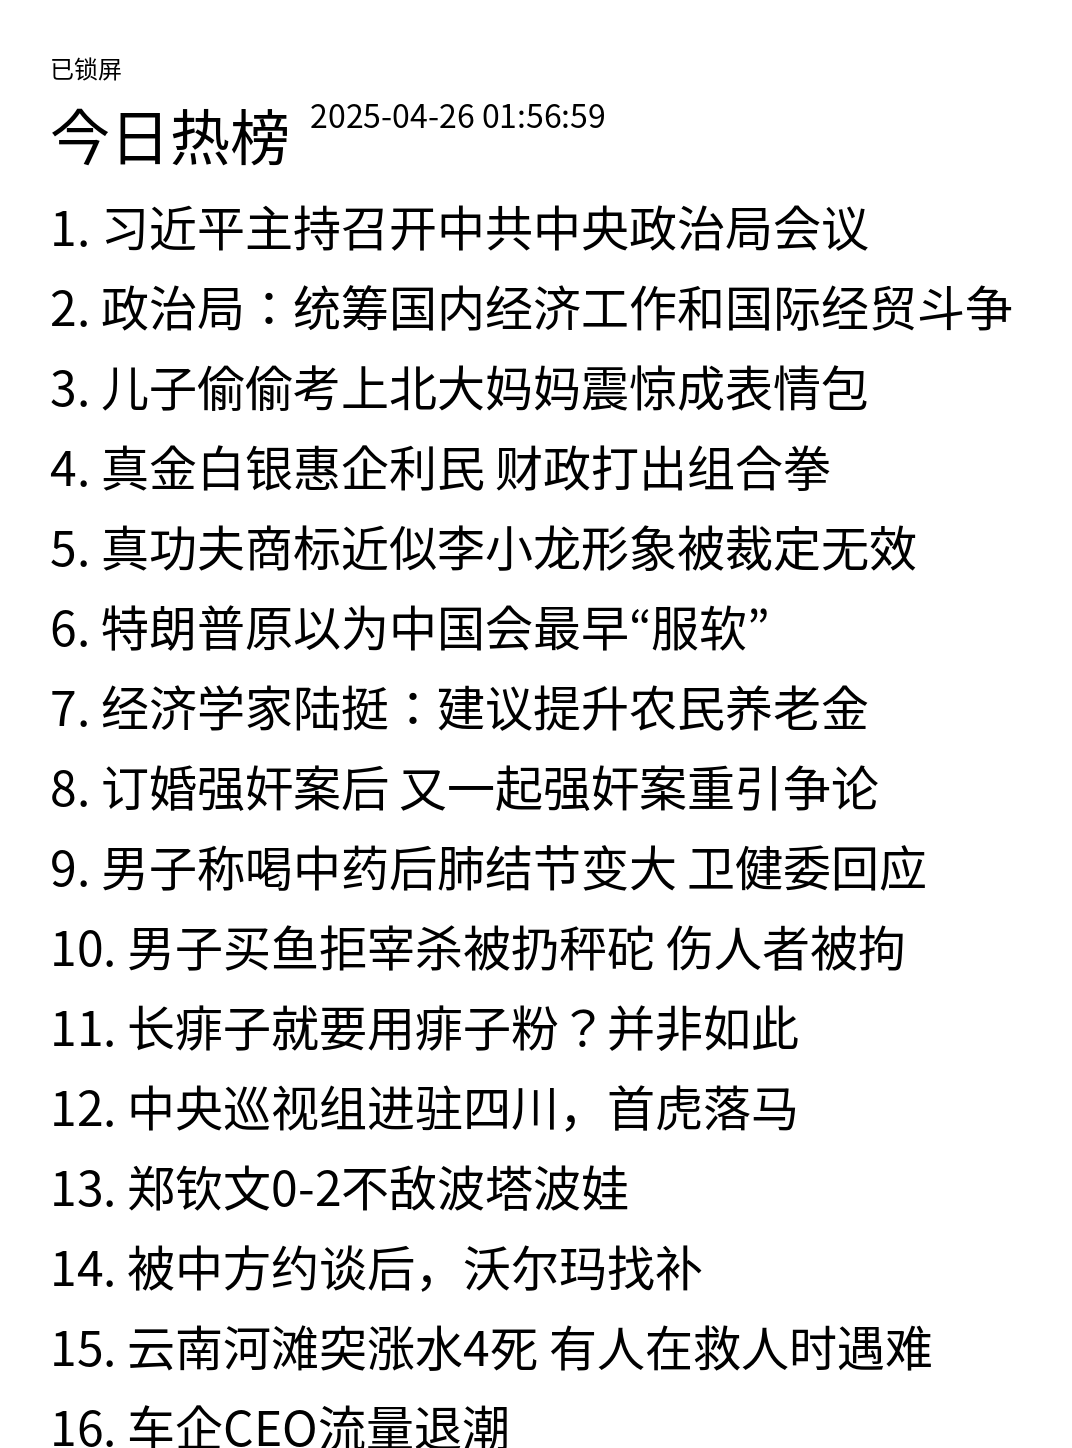 已锁屏
今日热榜 2025-04-26 01:56:59
1. 习近平主持召开中共中央政治局会议
2. 政治局：统筹国内经济工作和国际经贸斗争
3. 儿子偷偷考上北大妈妈震惊成表情包
4. 真金白银惠企利民 财政打出组合拳
5. 真功夫商标近似李小龙形象被裁定无效
6. 特朗普原以为中国会最早“服软”
7. 经济学家陆挺：建议提升农民养老金
8. 订婚强奸案后 又一起强奸案重引争论
9. 男子称喝中药后肺结节变大 卫健委回应
10. 男子买鱼拒宰杀被扔秤砣 伤人者被拘
11. 长痱子就要用痱子粉？并非如此
12. 中央巡视组进驻四川，首虎落马
13. 郑钦文0-2不敌波塔波娃
14. 被中方约谈后，沃尔玛找补
15. 云南河滩突涨水4死 有人在救人时遇难
16. 车企CEO流量退潮